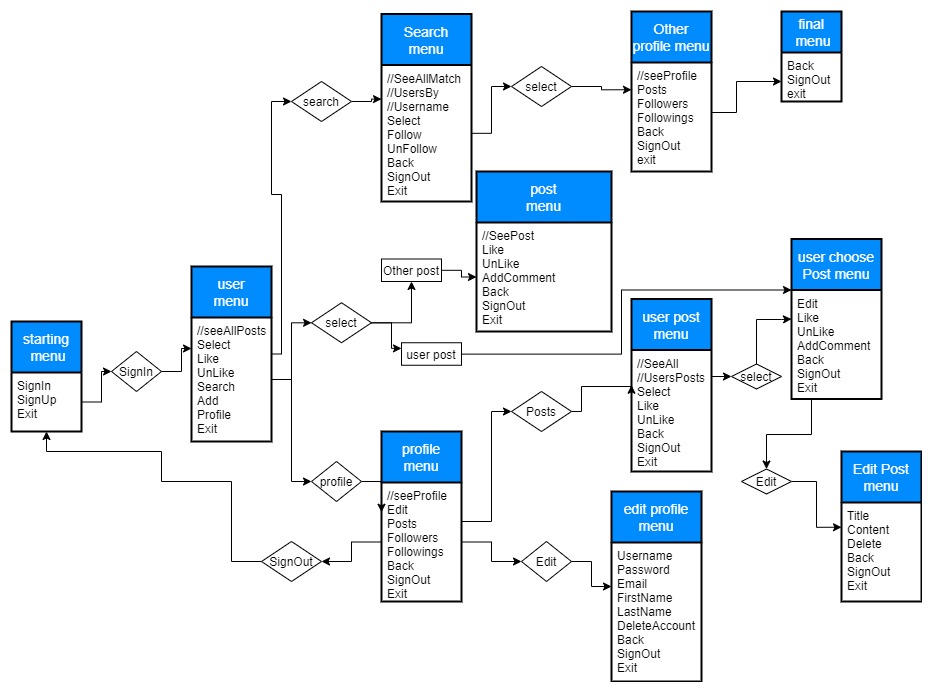 Search
menu
//SeeAllMatch
//UsersBy
//Username
Select
Follow
UnFollow
Back
SignOut
Exit
Other
profile menu
//seeProfile
Posts
Followers
Followings
Back
SignOut
exit
final
menu
Back
SignOut
exit
search
select
post
menu
//SeePost
Like
UnLike
AddComment
Back
SignOut
Exit
user
menu
//seeAllPosts
Select
Like
UnLike
Search
Add
Profile
Exit
Other post
select
user post
user choose
Post menu
Edit
Like
UnLike
AddComment
Back
SignOut
Exit
user post
menu
//SeeAll
//UsersPosts
Select
Like
UnLike
Back
SignOut
Exit
select
starting
menu
SignIn
SignUp
Exit
SignIn
Posts
profile
menu
//seeProfile
Edit
Posts
Followers
Followings
Back
SignOut
Exit
profile
SignOut
Edit
edit profile
menu
Username
Password
Email
FirstName
LastName
DeleteAccount
Back
SignOut
Exit
Edit
Edit Post
menu
Title
Content
Delete
Back
SignOut
Exit